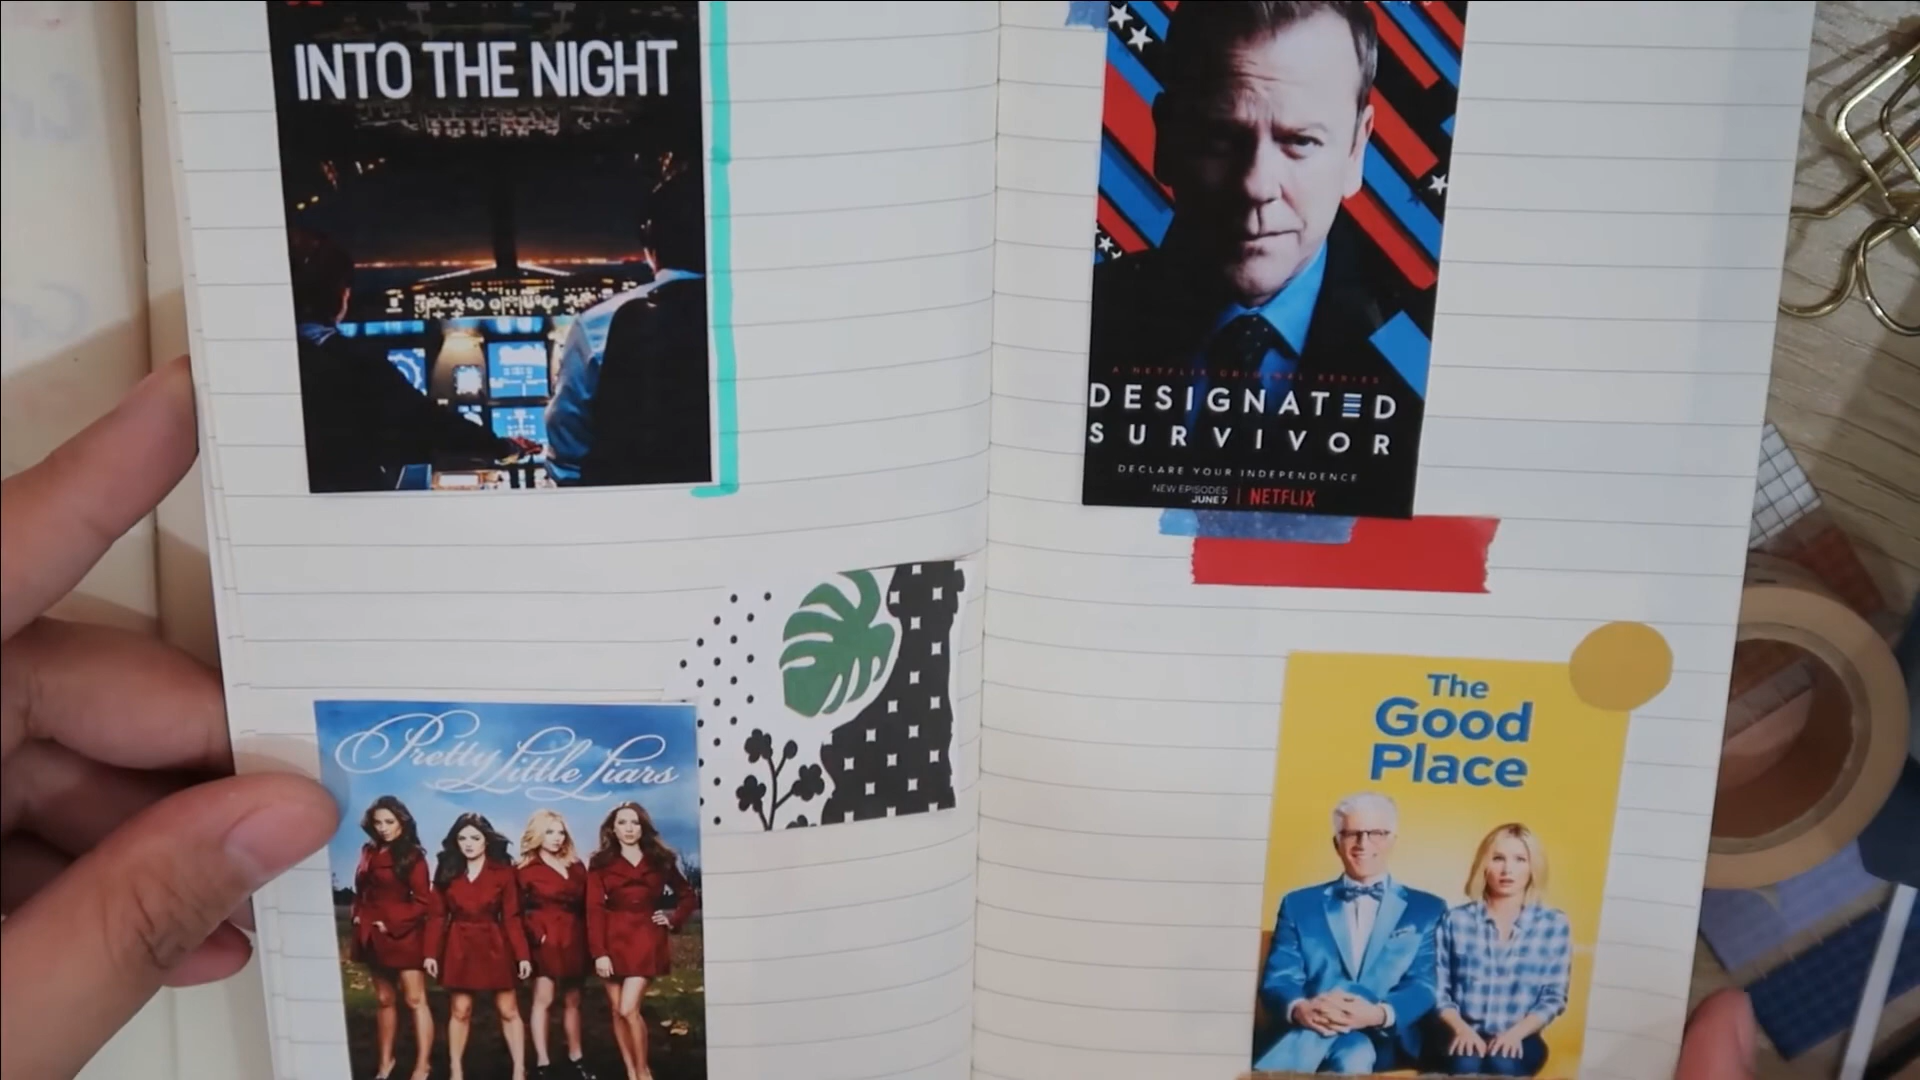 INTO THE NIGHT
A NETFLIX ORIGINAL SERIES
DESIGNATED
SURVIVOR
DECLARE YOUR INDEPENDENCE
NEW EPISODES
JUNE 7 | NETFLIX
Pretty Little Liars
The
Good
Place